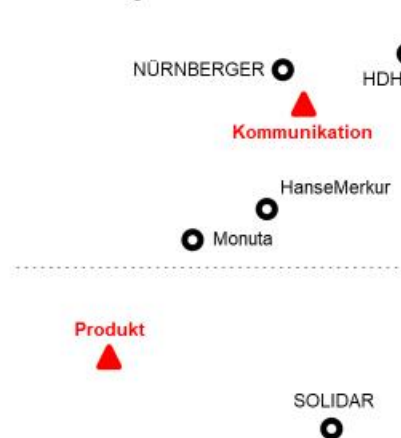 NÜRNBERGER
HDH
Kommunikation
HanseMerkur
Monuta
Produkt
SOLIDAR